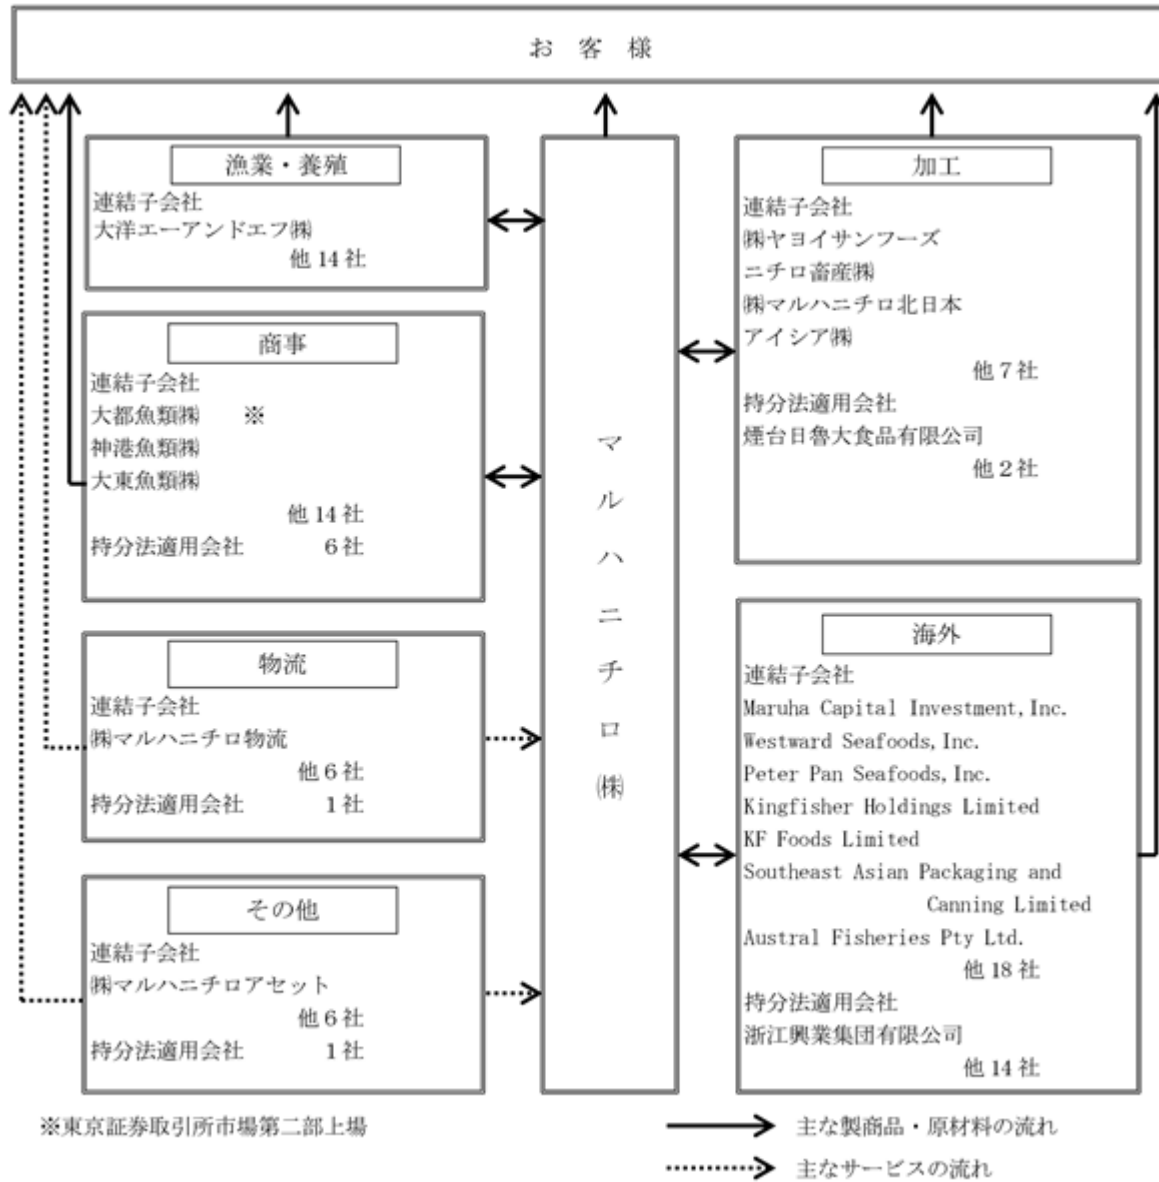 お客様
漁業・養殖
連結子会社
大洋エーアンドエフ㈱
他 14 社
商事
連結子会社
大都魚類㈱ ※
神港魚類㈱
大東魚類㈱
他 14 社
持分法適用会社 6 社
物流
連結子会社
㈱マルハニチロ物流
他 6 社
持分法適用会社 1 社
その他
連結子会社
㈱マルハニチロアセット
他 6 社
持分法適用会社 1 社
マルハニチロ㈱
加工
連結子会社
㈱ヤヨイサンフーズ
ニチロ畜産㈱
㈱マルハニチロ北日本
アイシア㈱
他 7 社
持分法適用会社
煙台日魯大食品有限公司
他 2 社
海外
連結子会社
Maruha Capital Investment, Inc.
Westward Seafoods, Inc.
Peter Pan Seafoods, Inc.
Kingfisher Holdings Limited
KF Foods Limited
Southeast Asian Packaging and
Canning Limited
Austral Fisheries Pty Ltd.
他 18 社
持分法適用会社
浙江興業集団有限公司
他 14 社
※東京証券取引所市場第二部上場
主な製商品・原材料の流れ
主なサービスの流れ